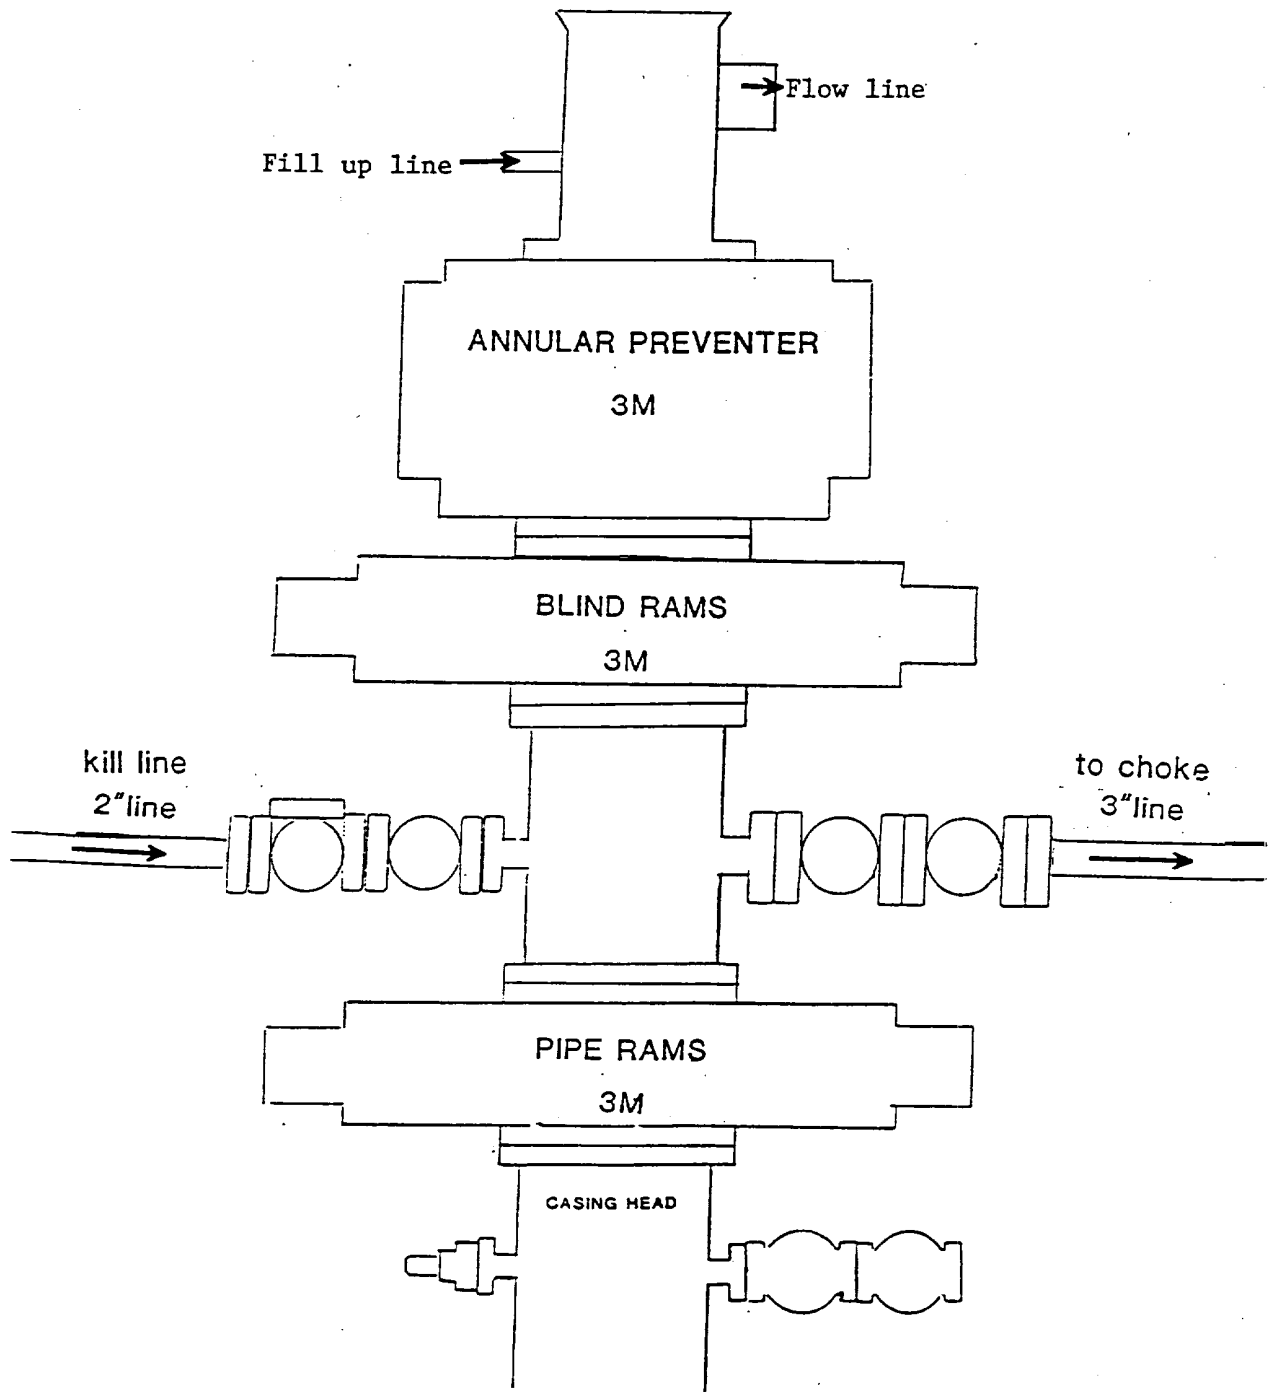 Flow line
Fill up line
ANNULAR PREVENTER
3M
BLIND RAMS
3M
kill line
2"line
to choke
3"line
PIPE RAMS
3M
CASING HEAD